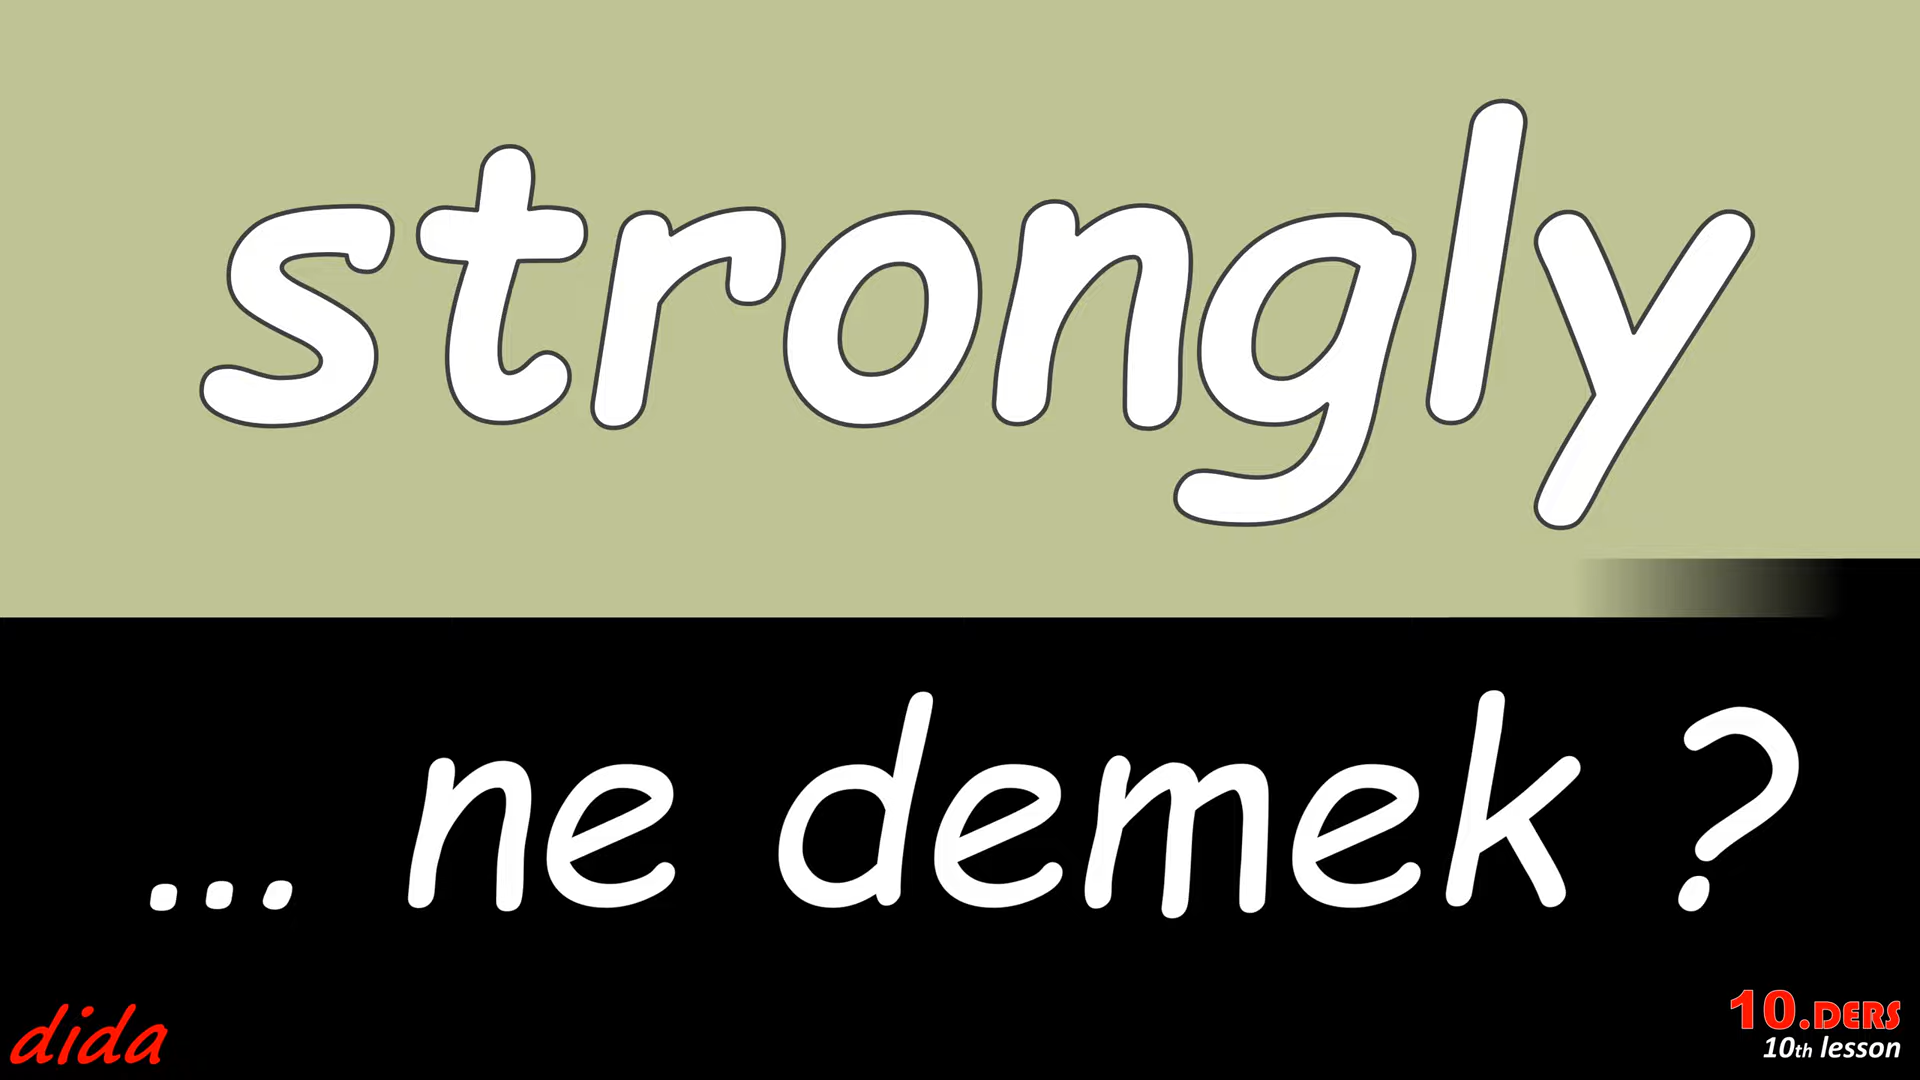 strongly
... ne demek ?
dida
10.DERS
10th lesson